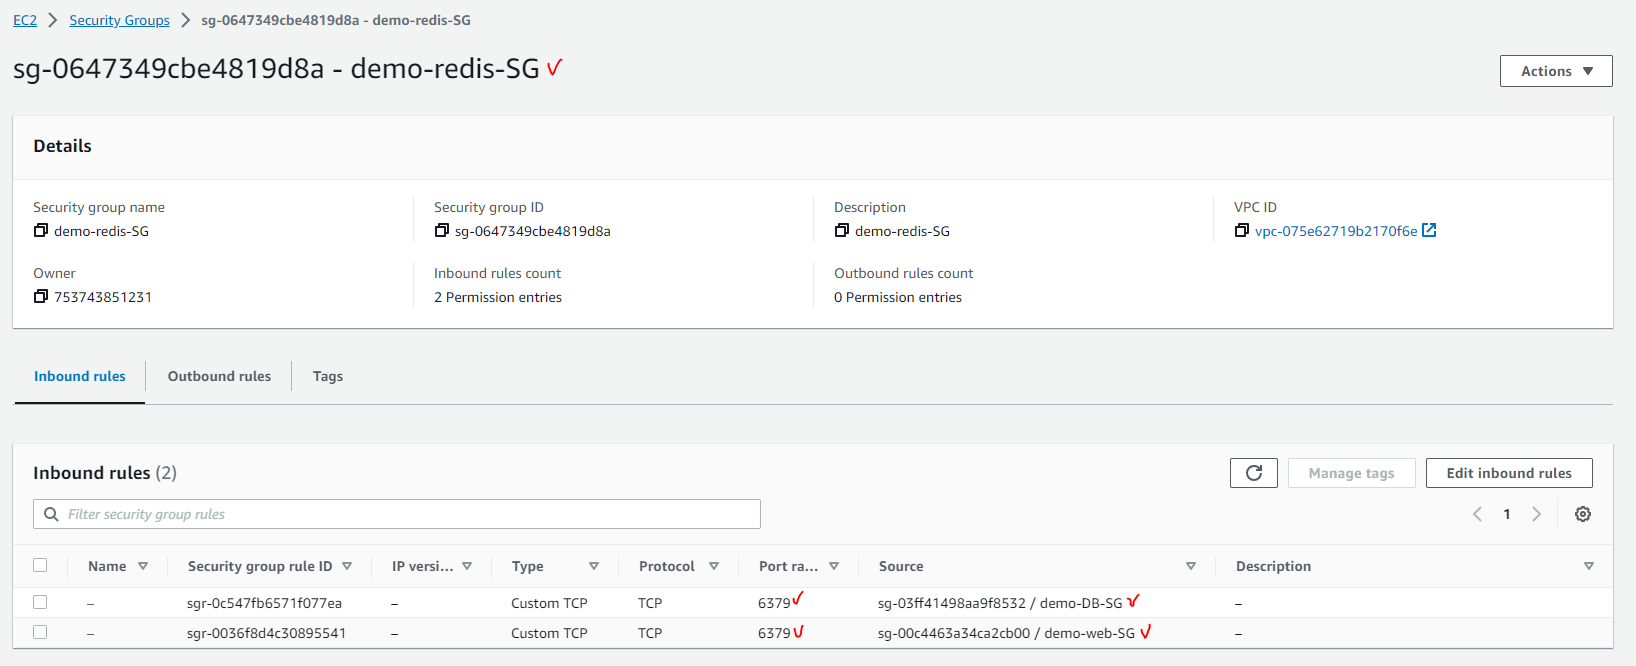 EC2 > Security Groups > sg-0647349cbe4819d8a - demo-redis-SG
sg-0647349cbe4819d8a - demo-redis-SG
Actions
Details
Security group name Security group ID Description VPC ID
demo-redis-SG sg-0647349cbe4819d8a demo-redis-SG vpc-075e62719b2170f6e
Owner Inbound rules count Outbound rules count
753743851231 2 Permission entries 0 Permission entries
Inbound rules Outbound rules Tags
Inbound rules (2) Manage tags Edit inbound rules
Filter security group rules 1
Name Security group rule ID IP versi... Type Protocol Port ra... Source Description
– sgr-0c547fb6571f077ea – Custom TCP TCP 6379 sg-03ff41498aa9f8532 / demo-DB-SG –
– sgr-0036f8d4c30895541 – Custom TCP TCP 6379 sg-00c4463a34ca2cb00 / demo-web-SG –